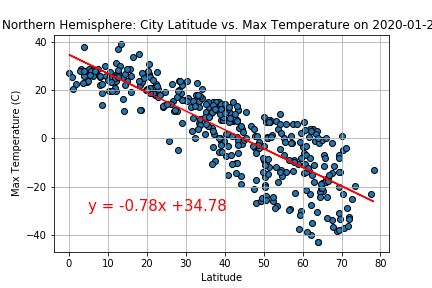 Northern Hemisphere: City Latitude vs. Max Temperature on 2020-01-2
40
20
0
−20
−40
Max Temperature (C)
y = -0.78x +34.78
0 10 20 30 40 50 60 70 80
Latitude